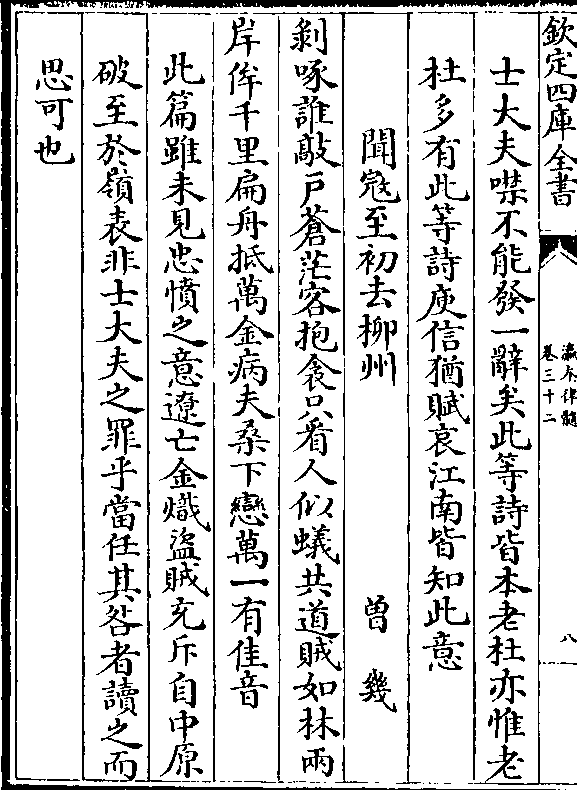 欽定四庫全書
瀛奎律髓
卷三十二
八
士大夫噤不能發一辭矣此等詩皆本老杜亦惟老
杜多有此等詩庾信猶賦哀江南皆知此意
聞寇至初去柳州 曾幾
剝啄誰敲戸蒼茫客抱衾只看人似蟻共道賊如林兩
岸侔千里扁舟抵萬金病夫桑下戀萬一有佳音
此篇雖未見忠憤之意遼亡金熾盜賊充斥自中原
破至於嶺表非士大夫之罪乎當任其咎者讀之而
思可也